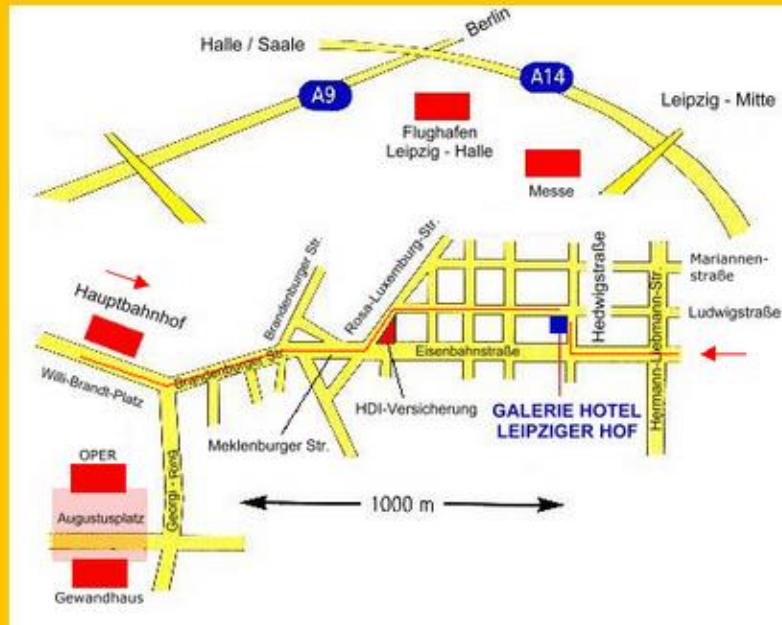 Berlin
Halle / Saale
A9
A14
Leipzig - Mitte
Flughafen
Leipzig - Halle
Messe
Hauptbahnhof
Brandenburger Str.
Rosa-Luxemburg-Str.
Hedwigstraße
Hermann-Liebmann-Str.
Mariannen-
straße
Ludwigstraße
Willi-Brandt-Platz
Brandenburger Str.
Eisenbahnstraße
Meklenburger Str.
HDI-Versicherung
GALERIE HOTEL
LEIPZIGER HOF
Georgi - Ring
OPER
Augustusplatz
Gewandhaus
1000 m